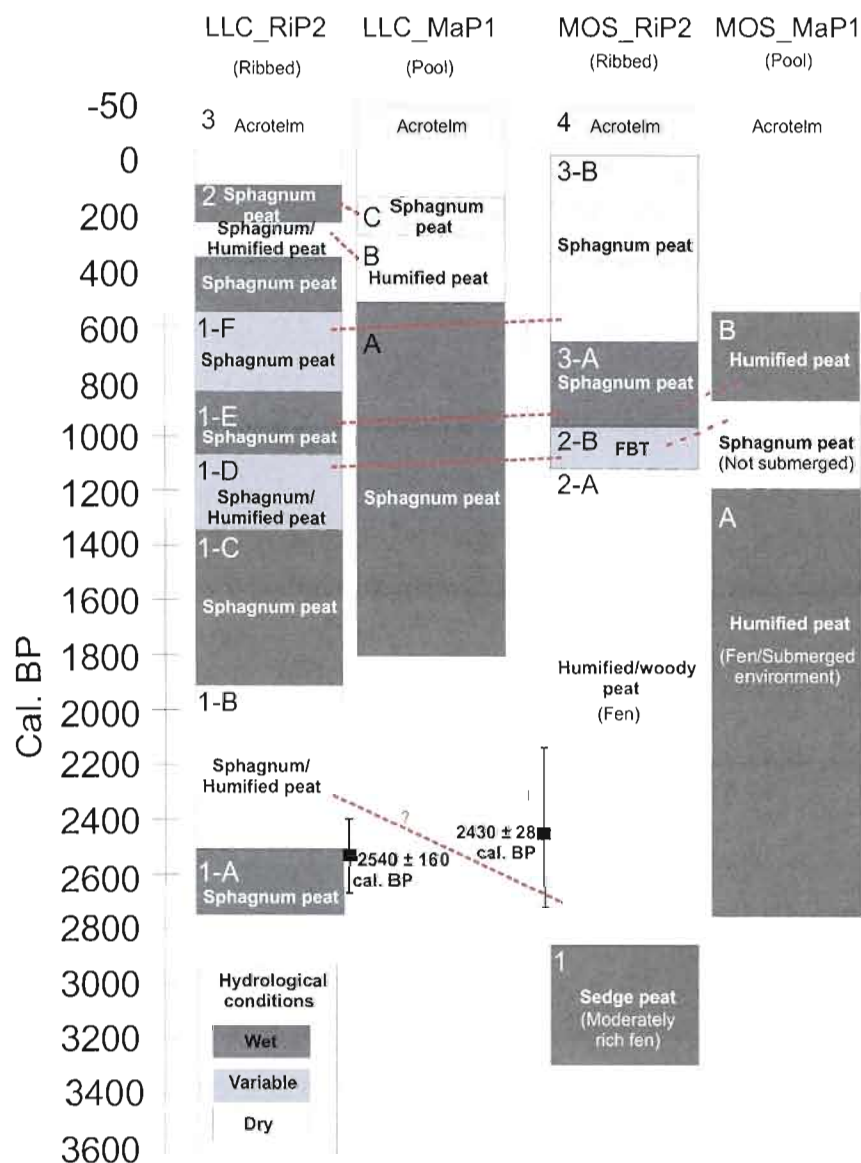 LLC_RiP2
(Ribbed)
LLC_MaP1
(Pool)
MOS_RiP2
(Ribbed)
MOS_MaP1
(Pool)
Cal. BP
-50
0
200
400
600
800
1000
1200
1400
1600
1800
2000
2200
2400
2600
2800
3000
3200
3400
3600
3
Acrotelm
2
Sphagnum
peat
Sphagnum/
Humified peat
Sphagnum peat
1-F
Sphagnum peat
1-E
Sphagnum peat
1-D
Sphagnum/
Humified peat
1-C
Sphagnum peat
1-B
Sphagnum/
Humified peat
1-A
Sphagnum peat
2540 ± 160
cal. BP
Hydrological
conditions
Wet
Variable
Dry
Acrotelm
C
Sphagnum
peat
B
Humified peat
A
Sphagnum peat
?
4
Acrotelm
3-B
Sphagnum peat
3-A
Sphagnum peat
2-B
FBT
2-A
Humified/woody
peat
(Fen)
2430 ± 28
cal. BP
1
Sedge peat
(Moderately
rich fen)
Acrotelm
B
Humified peat
Sphagnum peat
(Not submerged)
A
Humified peat
(Fen/Submerged
environment)